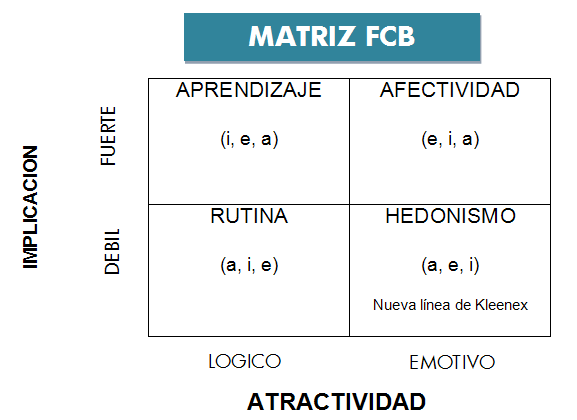 MATRIZ FCB
APRENDIZAJE
(i, e, a)
AFECTIVIDAD
(e, i, a)
FUERTE
IMPLICACION
DEBIL
RUTINA
(a, i, e)
HEDONISMO
(a, e, i)
Nueva línea de Kleenex
LOGICO
EMOTIVO
ATRACTIVIDAD